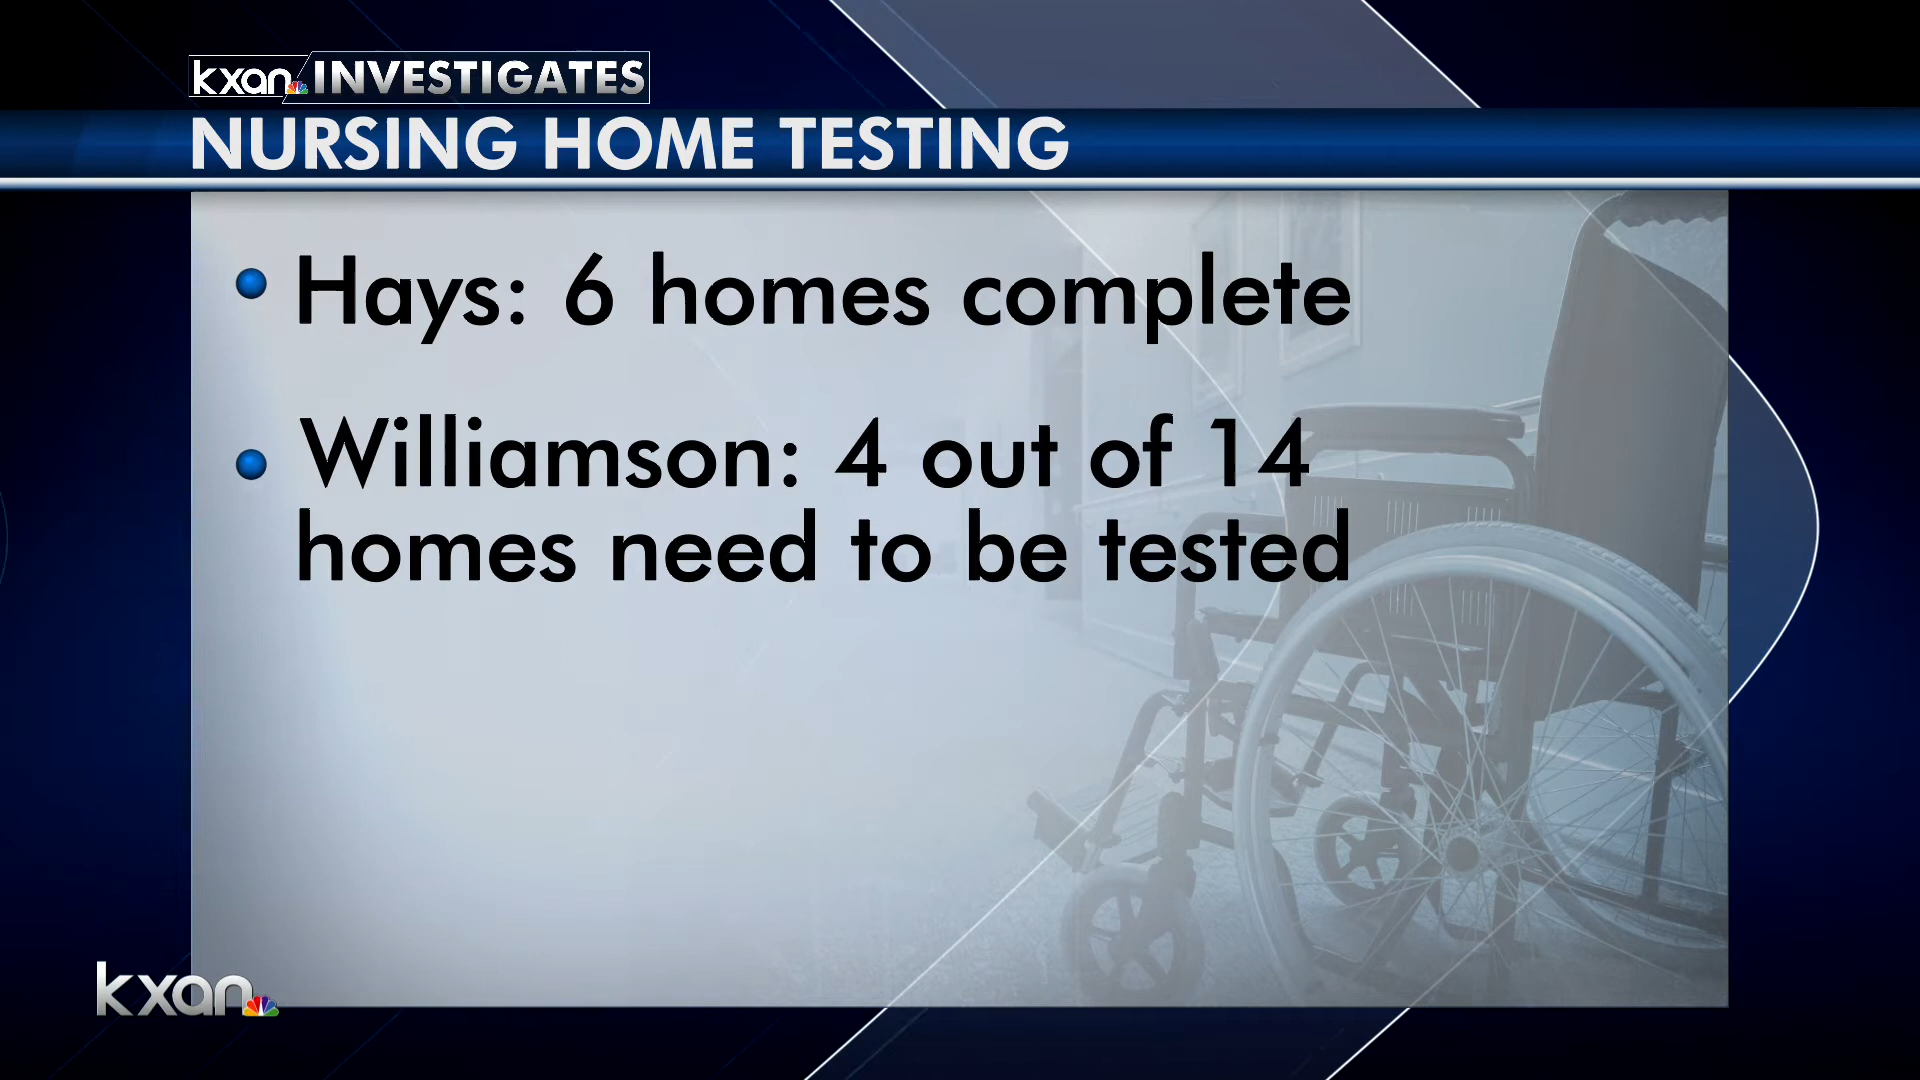 kxan INVESTIGATES
NURSING HOME TESTING
• Hays: 6 homes complete
• Williamson: 4 out of 14
homes need to be tested
kxan